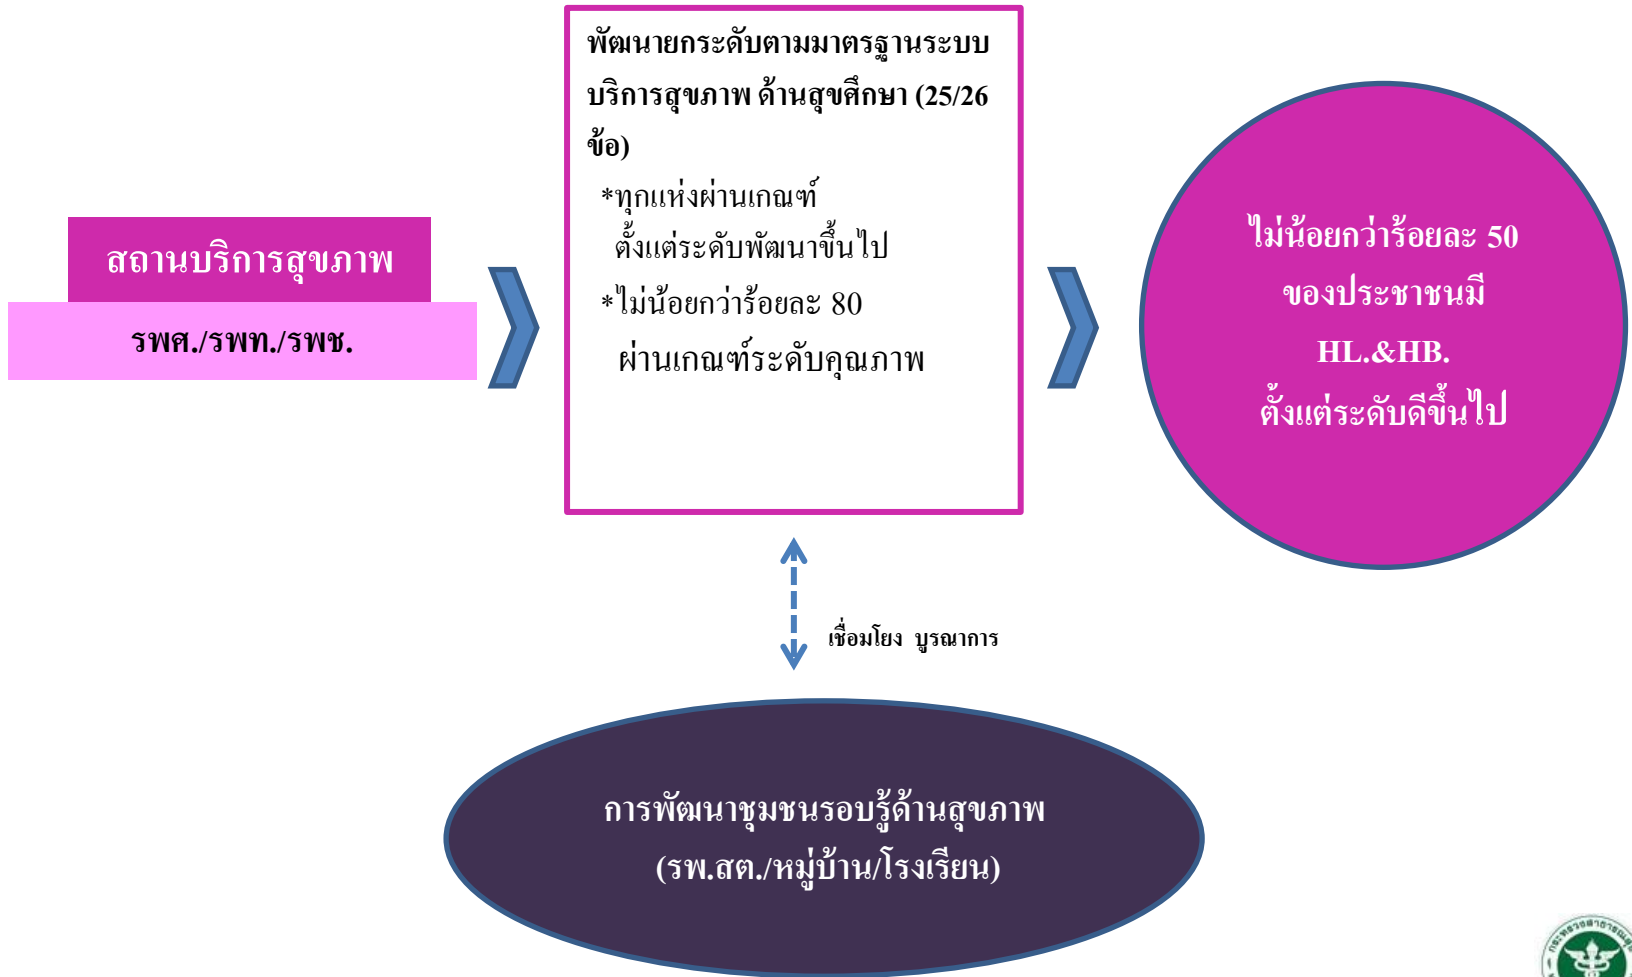 พัฒนายกระดับตามมาตรฐานระบบ
บริการสุขภาพ ด้านสุขศึกษา (25/26
ข้อ)
*ทุกแห่งผ่านเกณฑ์
ตั้งแต่ระดับพัฒนาขึ้นไป
*ไม่น้อยกว่าร้อยละ 80
ผ่านเกณฑ์ระดับคุณภาพ
สถานบริการสุขภาพ
รพศ./รพท./รพช.
ไม่น้อยกว่าร้อยละ 50
ของประชาชนมี
HL.&HB.
ตั้งแต่ระดับดีขึ้นไป
เชื่อมโยง บูรณาการ
การพัฒนาชุมชนรอบรู้ด้านสุขภาพ
(รพ.สต./หมู่บ้าน/โรงเรียน)